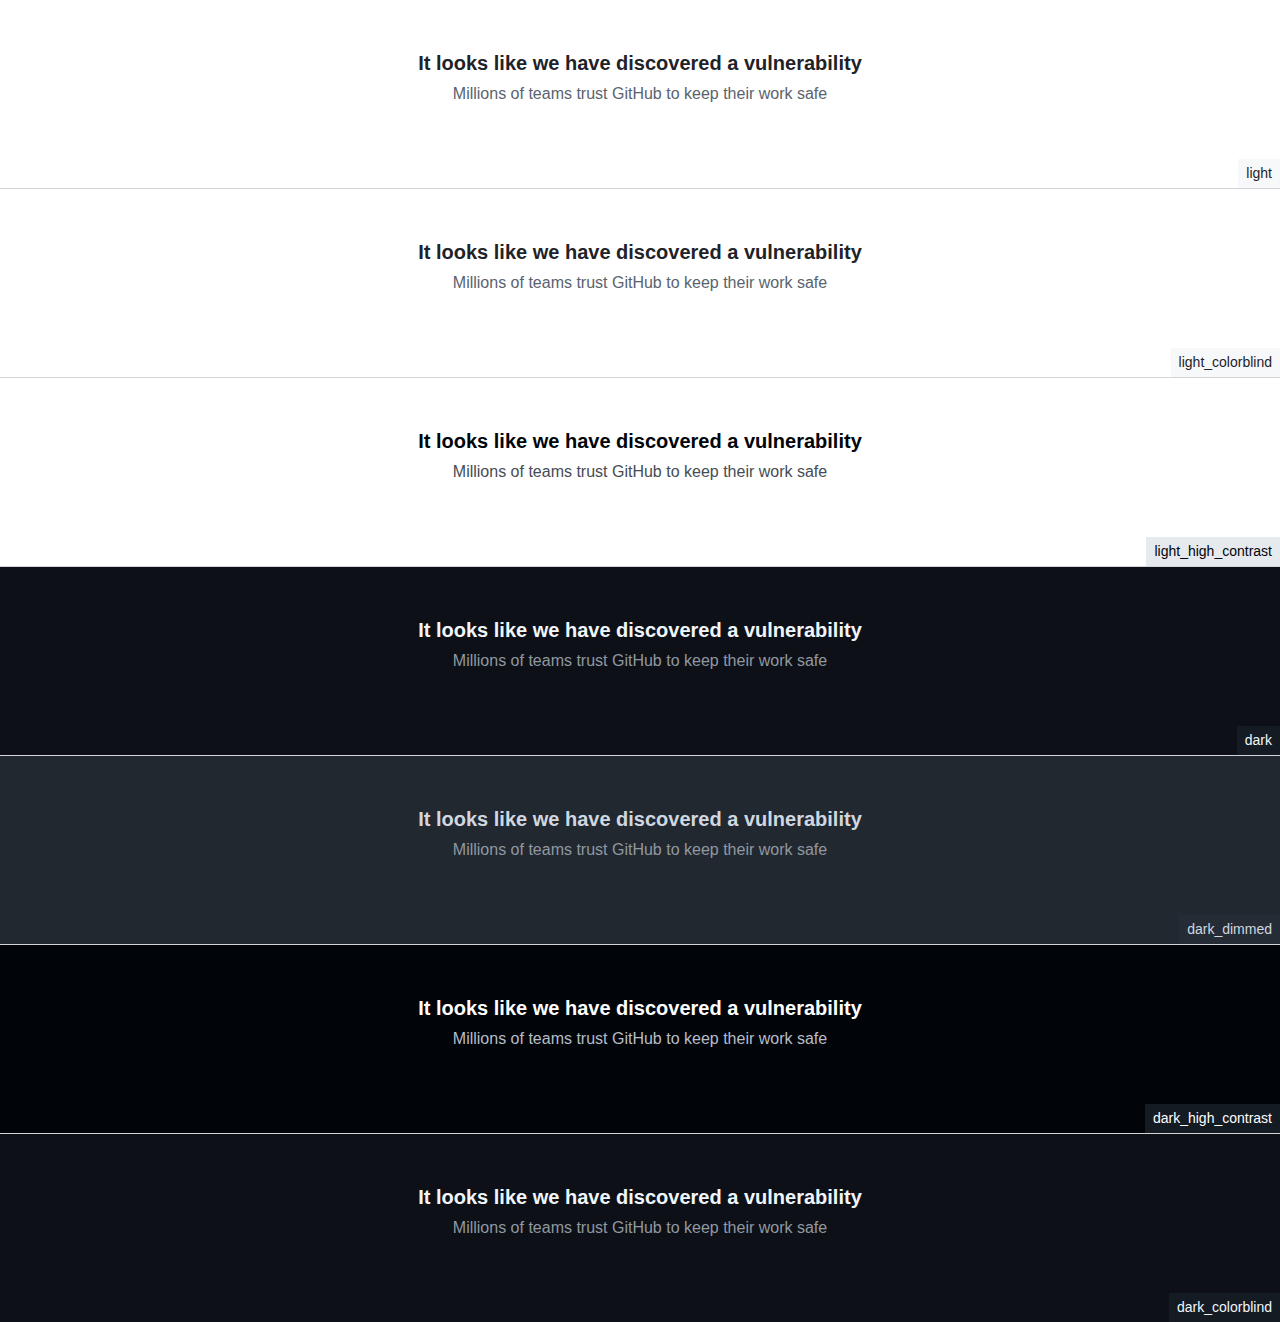 It looks like we have discovered a vulnerability
Millions of teams trust GitHub to keep their work safe
light
It looks like we have discovered a vulnerability
Millions of teams trust GitHub to keep their work safe
light_colorblind
It looks like we have discovered a vulnerability
Millions of teams trust GitHub to keep their work safe
light_high_contrast
It looks like we have discovered a vulnerability
Millions of teams trust GitHub to keep their work safe
dark
It looks like we have discovered a vulnerability
Millions of teams trust GitHub to keep their work safe
dark_dimmed
It looks like we have discovered a vulnerability
Millions of teams trust GitHub to keep their work safe
dark_high_contrast
It looks like we have discovered a vulnerability
Millions of teams trust GitHub to keep their work safe
dark_colorblind